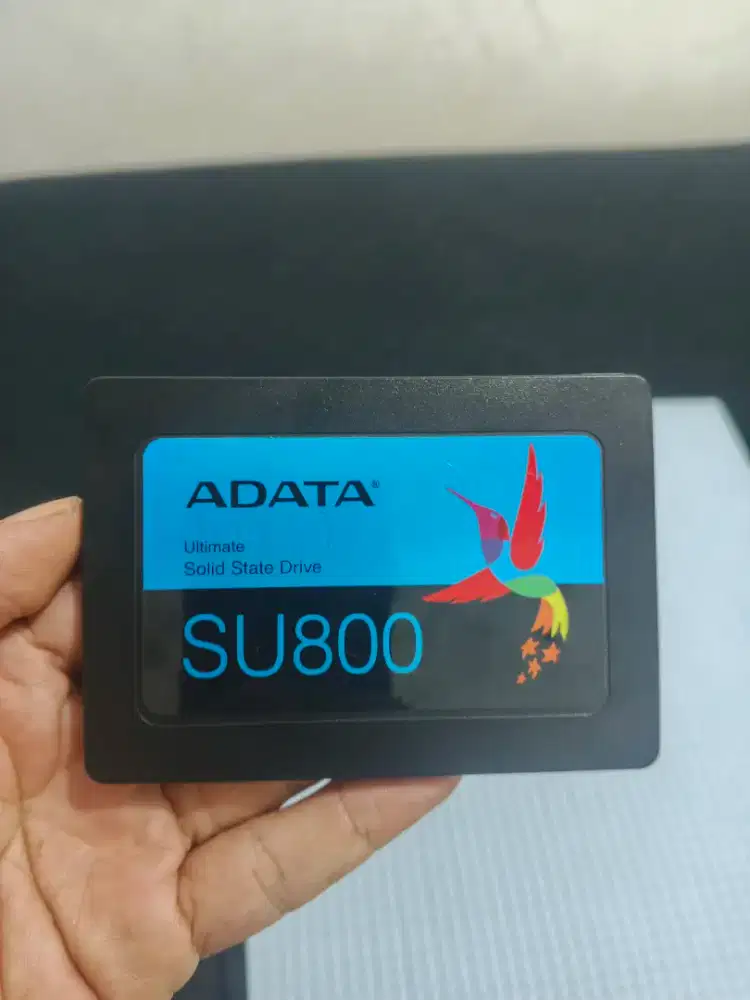 ADATA®
Ultimate
Solid State Drive
SU800